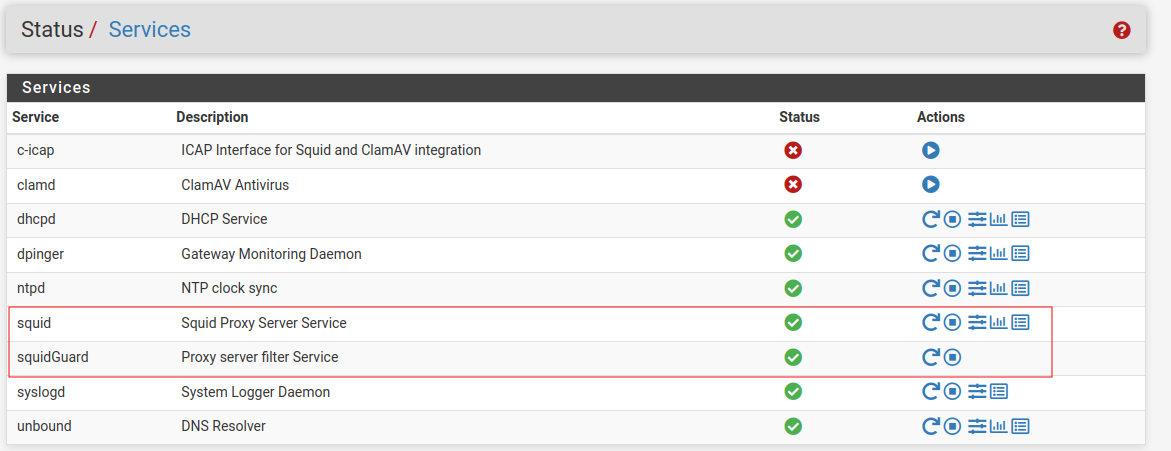 Status / Services
Services
Service Description Status Actions
c-icap ICAP Interface for Squid and ClamAV integration
clamd ClamAV Antivirus
dhcpd DHCP Service
dpinger Gateway Monitoring Daemon
ntpd NTP clock sync
squid Squid Proxy Server Service
squidGuard Proxy server filter Service
syslogd System Logger Daemon
unbound DNS Resolver